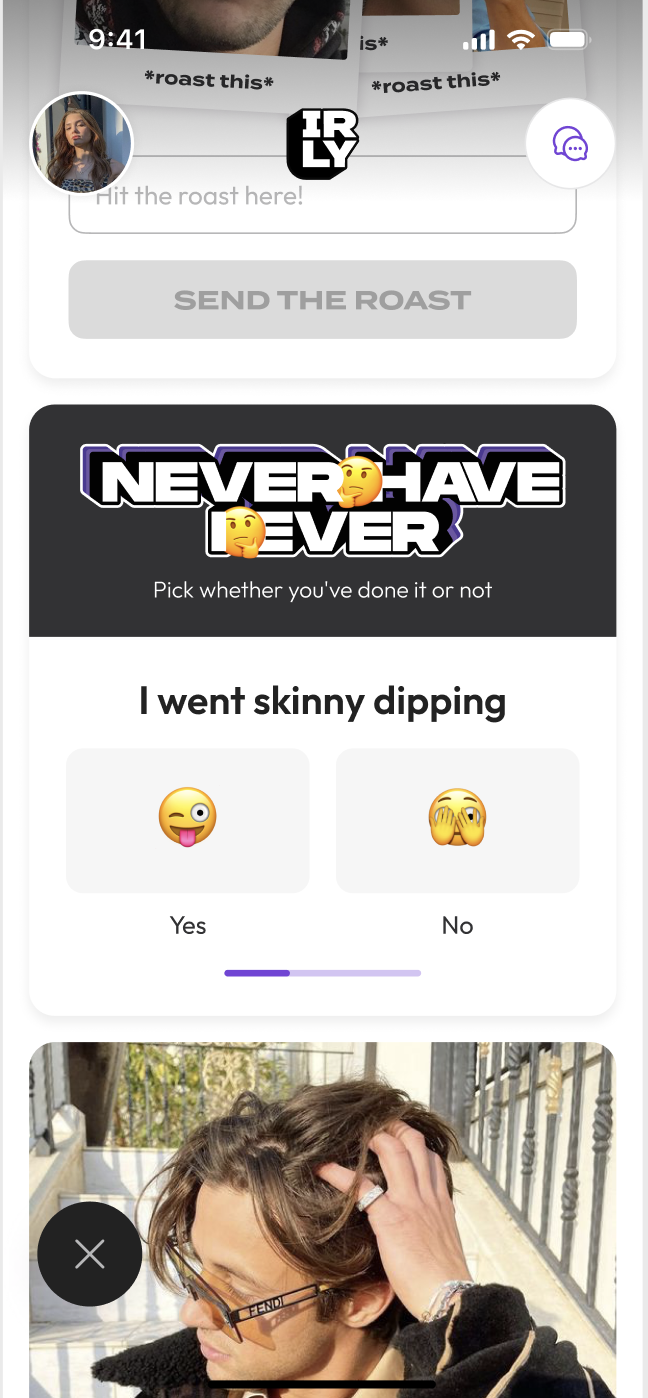 9:41
is*
*roast this*
*roast this*
IR
LY
Hit the roast here!
SEND THE ROAST
NEVER HAVE
I EVER
Pick whether you've done it or not
I went skinny dipping
Yes
No
FENDI